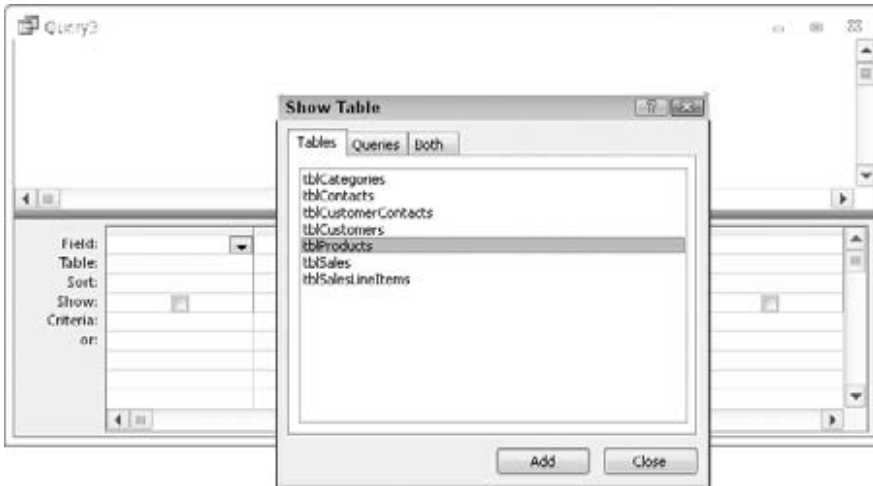 Query3
Show Table
Tables Queries Both
tblCategories
tblContacts
tblCustomerContacts
tblCustomers
tblProducts
tblSales
tblSalesLineItems
Field:
Table:
Sort:
Show:
Criteria:
or:
Add Close